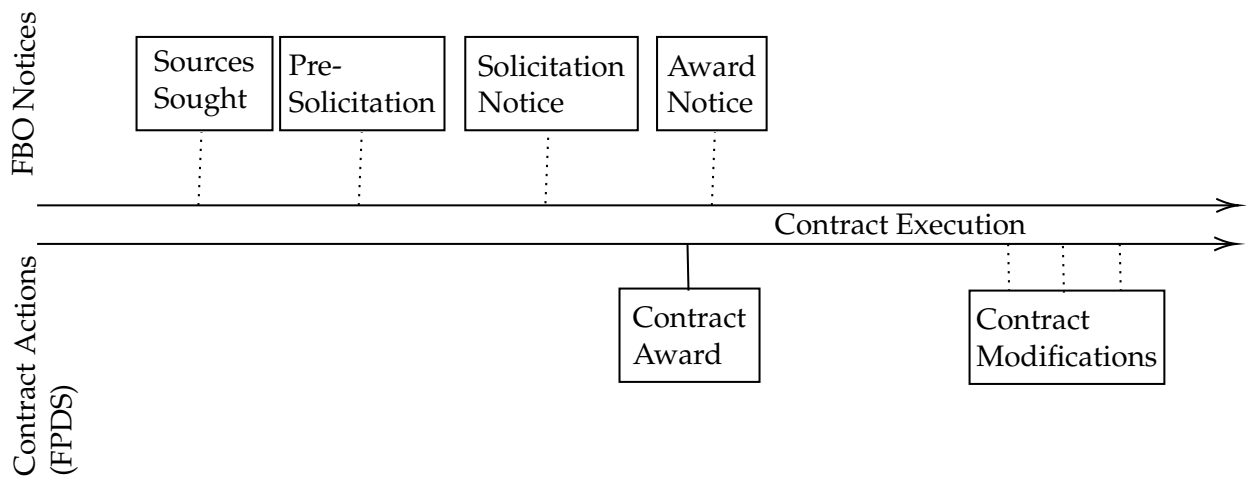 FBO Notices
Sources
Sought
Pre-
Solicitation
Solicitation
Notice
Award
Notice
Contract Execution
Contract Actions
(FPDS)
Contract
Award
Contract
Modifications